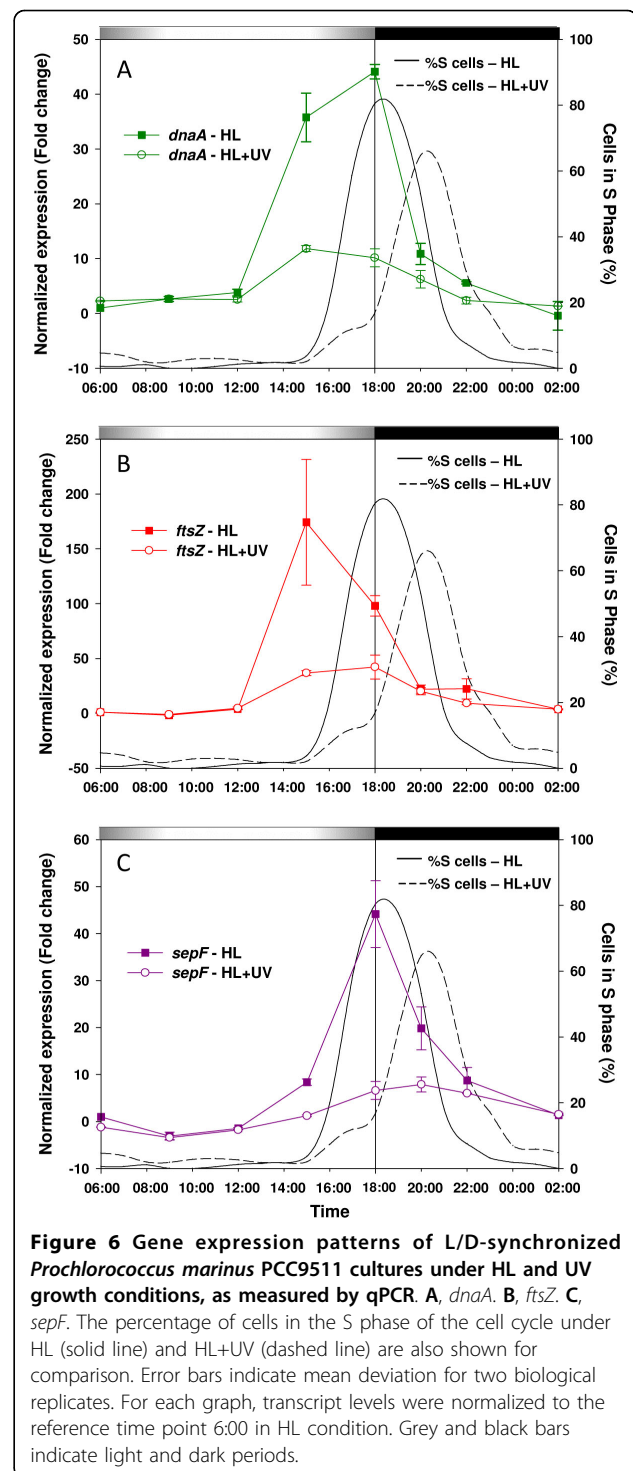 A
%S cells – HL
%S cells – HL+UV
dnaA - HL
dnaA - HL+UV
Normalized expression (Fold change)
50
40
30
20
10
0
-10
Cells in S Phase (%)
100
80
60
40
20
0
06:00 08:00 10:00 12:00 14:00 16:00 18:00 20:00 22:00 00:00 02:00
B
%S cells – HL
%S cells – HL+UV
ftsZ - HL
ftsZ - HL+UV
Normalized expression (Fold change)
250
200
150
100
50
0
-50
Cells in S Phase (%)
100
80
60
40
20
0
06:00 08:00 10:00 12:00 14:00 16:00 18:00 20:00 22:00 00:00 02:00
C
%S cells – HL
%S cells – HL+UV
sepF - HL
sepF - HL+UV
Normalized expression (Fold change)
60
50
40
30
20
10
0
-10
Cells in S phase (%)
100
80
60
40
20
0
06:00 08:00 10:00 12:00 14:00 16:00 18:00 20:00 22:00 00:00 02:00
Time
Figure 6 Gene expression patterns of L/D-synchronized
Prochlorococcus marinus PCC9511 cultures under HL and UV
growth conditions, as measured by qPCR. A, dnaA. B, ftsZ. C,
sepF. The percentage of cells in the S phase of the cell cycle under
HL (solid line) and HL+UV (dashed line) are also shown for
comparison. Error bars indicate mean deviation for two biological
replicates. For each graph, transcript levels were normalized to the
reference time point 6:00 in HL condition. Grey and black bars
indicate light and dark periods.